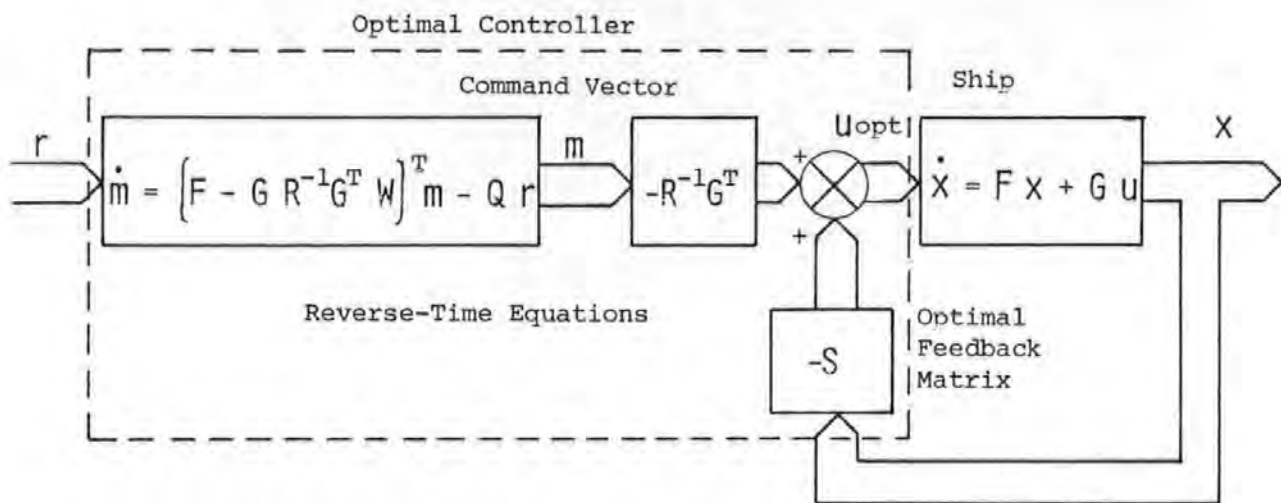 Optimal Controller
Command Vector
Ship
r
ṁ = (F - G R⁻¹Gᵀ W)ᵀ m - Q r
m
-R⁻¹Gᵀ
+
+
uopt
ẋ = F x + G u
x
Reverse-Time Equations
-S
Optimal
Feedback
Matrix